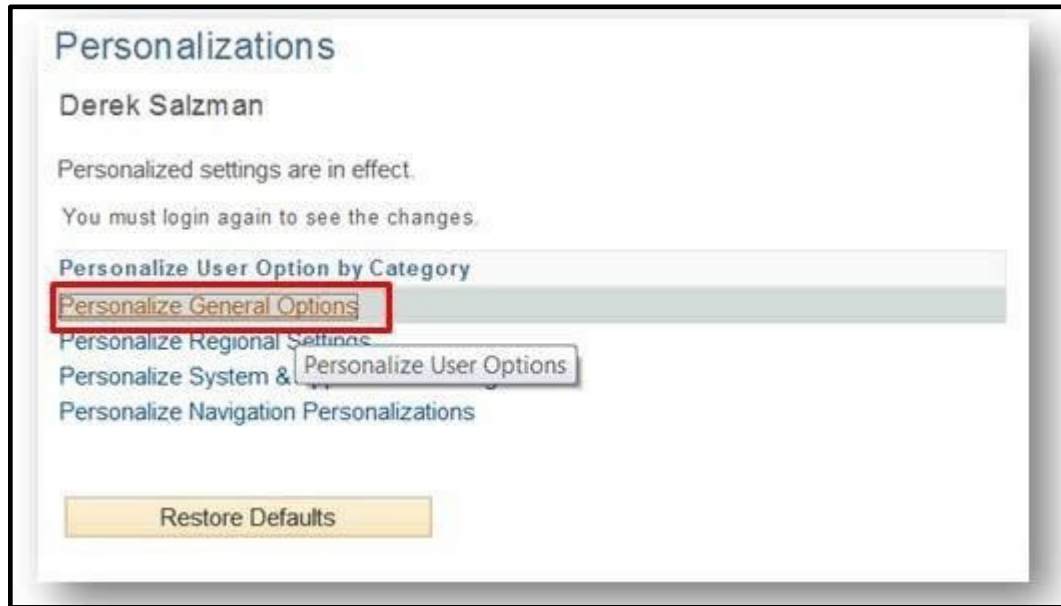 Personalizations
Derek Salzman
Personalized settings are in effect.
You must login again to see the changes.
Personalize User Option by Category
Personalize General Options
Personalize Regional Settings
Personalize User Options
Personalize System &
Personalize Navigation Personalizations
Restore Defaults